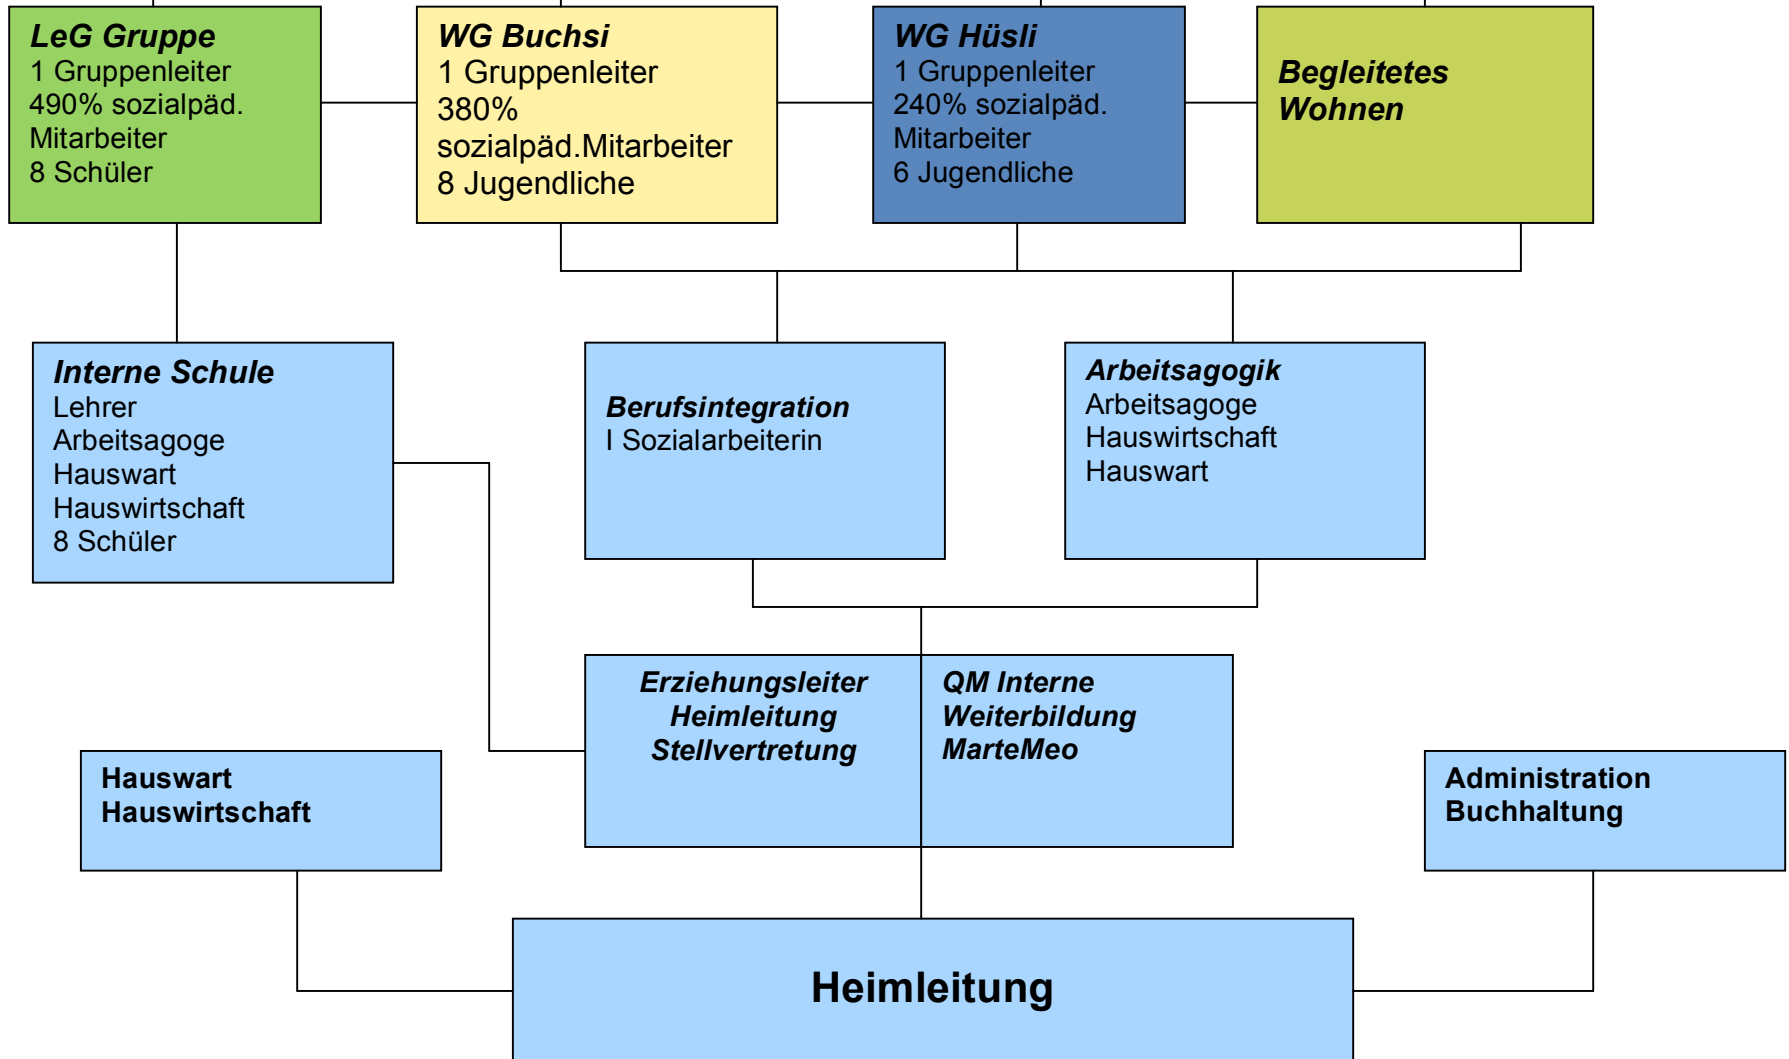 LeG Gruppe
1 Gruppenleiter
490% sozialpäd.
Mitarbeiter
8 Schüler
WG Buchsi
1 Gruppenleiter
380%
sozialpäd.Mitarbeiter
8 Jugendliche
WG Hüsli
1 Gruppenleiter
240% sozialpäd.
Mitarbeiter
6 Jugendliche
Begleitetes
Wohnen
Interne Schule
Lehrer
Arbeitsagoge
Hauswart
Hauswirtschaft
8 Schüler
Berufsintegration
I Sozialarbeiterin
Arbeitsagogik
Arbeitsagoge
Hauswirtschaft
Hauswart
Erziehungsleiter
Heimleitung
Stellvertretung
QM Interne
Weiterbildung
MarteMeo
Hauswart
Hauswirtschaft
Administration
Buchhaltung
Heimleitung